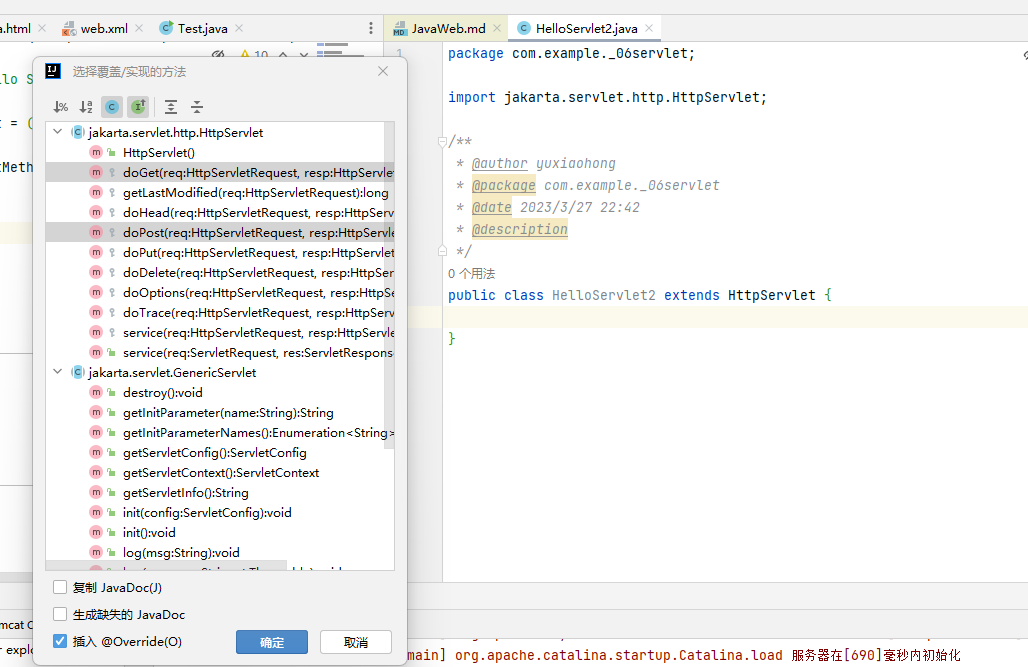 a.html
web.xml
Test.java
JavaWeb.md
HelloServlet2.java
10
llo S
t = (
tMeth
选择覆盖/实现的方法
jakarta.servlet.http.HttpServlet
HttpServlet()
doGet(req:HttpServletRequest, resp:HttpServlet
getLastModified(req:HttpServletRequest):long
doHead(req:HttpServletRequest, resp:HttpServ
doPost(req:HttpServletRequest, resp:HttpServle
doPut(req:HttpServletRequest, resp:HttpServlet
doDelete(req:HttpServletRequest, resp:HttpServ
doOptions(req:HttpServletRequest, resp:HttpSe
doTrace(req:HttpServletRequest, resp:HttpServ
service(req:HttpServletRequest, resp:HttpServle
service(req:ServletRequest, res:ServletRespons
jakarta.servlet.GenericServlet
destroy():void
getInitParameter(name:String):String
getInitParameterNames():Enumeration<String>
getServletConfig():ServletConfig
getServletContext():ServletContext
getServletInfo():String
init(config:ServletConfig):void
init():void
log(msg:String):void
复制 JavaDoc(J)
生成缺失的 JavaDoc
插入 @Override(O)
确定
取消
1
package com.example._06servlet;
import jakarta.servlet.http.HttpServlet;
/**
* @author yuxiaohong
* @package com.example._06servlet
* @date 2023/3/27 22:42
* @description
*/
0 个用法
public class HelloServlet2 extends HttpServlet {
}
mcat
r explo
main] org.apache.catalina.startup.Catalina.load 服务器在[690]毫秒内初始化